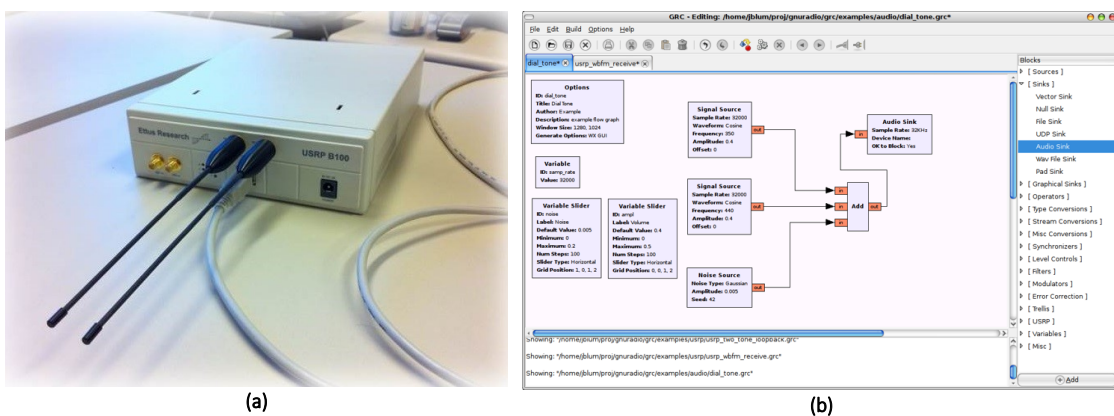 Ettus Research
USRP B100
(a)
GRC - Editing: /home/jblum/proj/gnuradio/grc/examples/audio/dial_tone.grc*
File Edit Build Options Help
dial_tone* usrp_wbfm_receive*
Options
ID: dial_tone
Title: Dial Tone
Author: Example
Description: example flow graph
Window Size: 1280, 1024
Generate Options: WX GUI
Variable
ID: samp_rate
Value: 32000
Variable Slider
ID: noise
Label: Noise
Default Value: 0.005
Minimum: 0
Maximum: 0.2
Num Steps: 100
Slider Type: Horizontal
Grid Position: 1, 0, 1, 2
Variable Slider
ID: ampl
Label: Volume
Default Value: 0.4
Minimum: 0
Maximum: 0.5
Num Steps: 100
Slider Type: Horizontal
Grid Position: 0, 0, 1, 2
Signal Source
Sample Rate: 32000
Waveform: Cosine
Frequency: 350
Amplitude: 0.4
Offset: 0
out
Signal Source
Sample Rate: 32000
Waveform: Cosine
Frequency: 440
Amplitude: 0.4
Offset: 0
out
Noise Source
Noise Type: Gaussian
Amplitude: 0.005
Seed: 42
out
in
in
in
Add
out
in
Audio Sink
Sample Rate: 32KHz
Device Name:
OK to Block: Yes
Showing: "/home/jblum/proj/gnuradio/grc/examples/usrp/usrp_two_tone_loopback.grc"
Showing: "/home/jblum/proj/gnuradio/grc/examples/usrp/usrp_wbfm_receive.grc"
Showing: "/home/jblum/proj/gnuradio/grc/examples/audio/dial_tone.grc"
Blocks
[ Sources ]
[ Sinks ]
Vector Sink
Null Sink
File Sink
UDP Sink
Audio Sink
Wav File Sink
Pad Sink
[ Graphical Sinks ]
[ Operators ]
[ Type Conversions ]
[ Stream Conversions ]
[ Misc Conversions ]
[ Synchronizers ]
[ Level Controls ]
[ Filters ]
[ Modulators ]
[ Error Correction ]
[ Trellis ]
[ USRP ]
[ Variables ]
[ Misc ]
Add
(b)